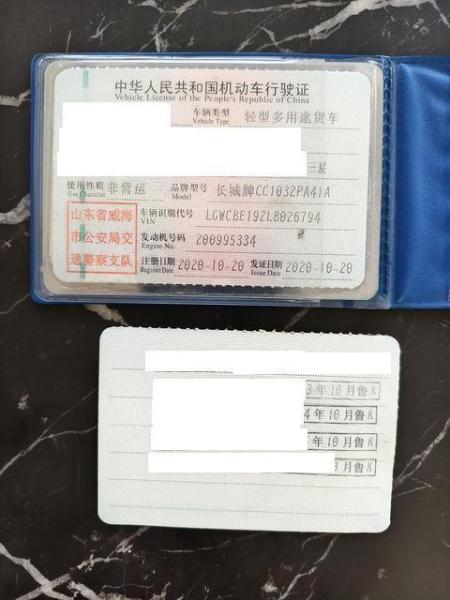 中华人民共和国机动车行驶证
Vehicle License of the People's Republic of China
车辆类型 轻型多用途货车
Vehicle Type
使用性质 非营运 品牌型号 长城牌CC1032PA41A
Use Character Model
山东省威海
市公安局交
通警察支队
车辆识别代号 LGWCBE192LB026794
VIN
发动机号码 200995334
Engine No.
注册日期 2020-10-20 发证日期 2020-10-20
Register Date Issue Date
年10月鲁K
年10月鲁K
年10月鲁K
月鲁K